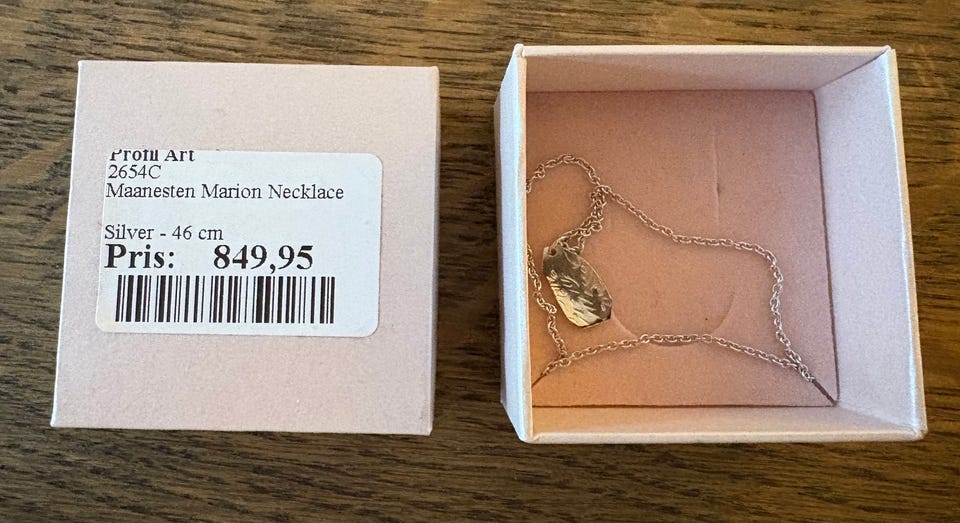 Profil Art
2654C
Maanesten Marion Necklace
Silver - 46 cm
Pris: 849,95